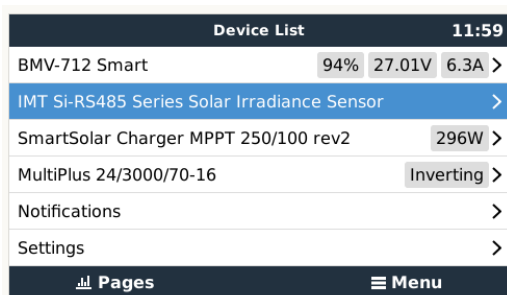 Device List 11:59
BMV-712 Smart 94% 27.01V 6.3A
IMT Si-RS485 Series Solar Irradiance Sensor
SmartSolar Charger MPPT 250/100 rev2 296W
MultiPlus 24/3000/70-16 Inverting
Notifications
Settings
Pages Menu